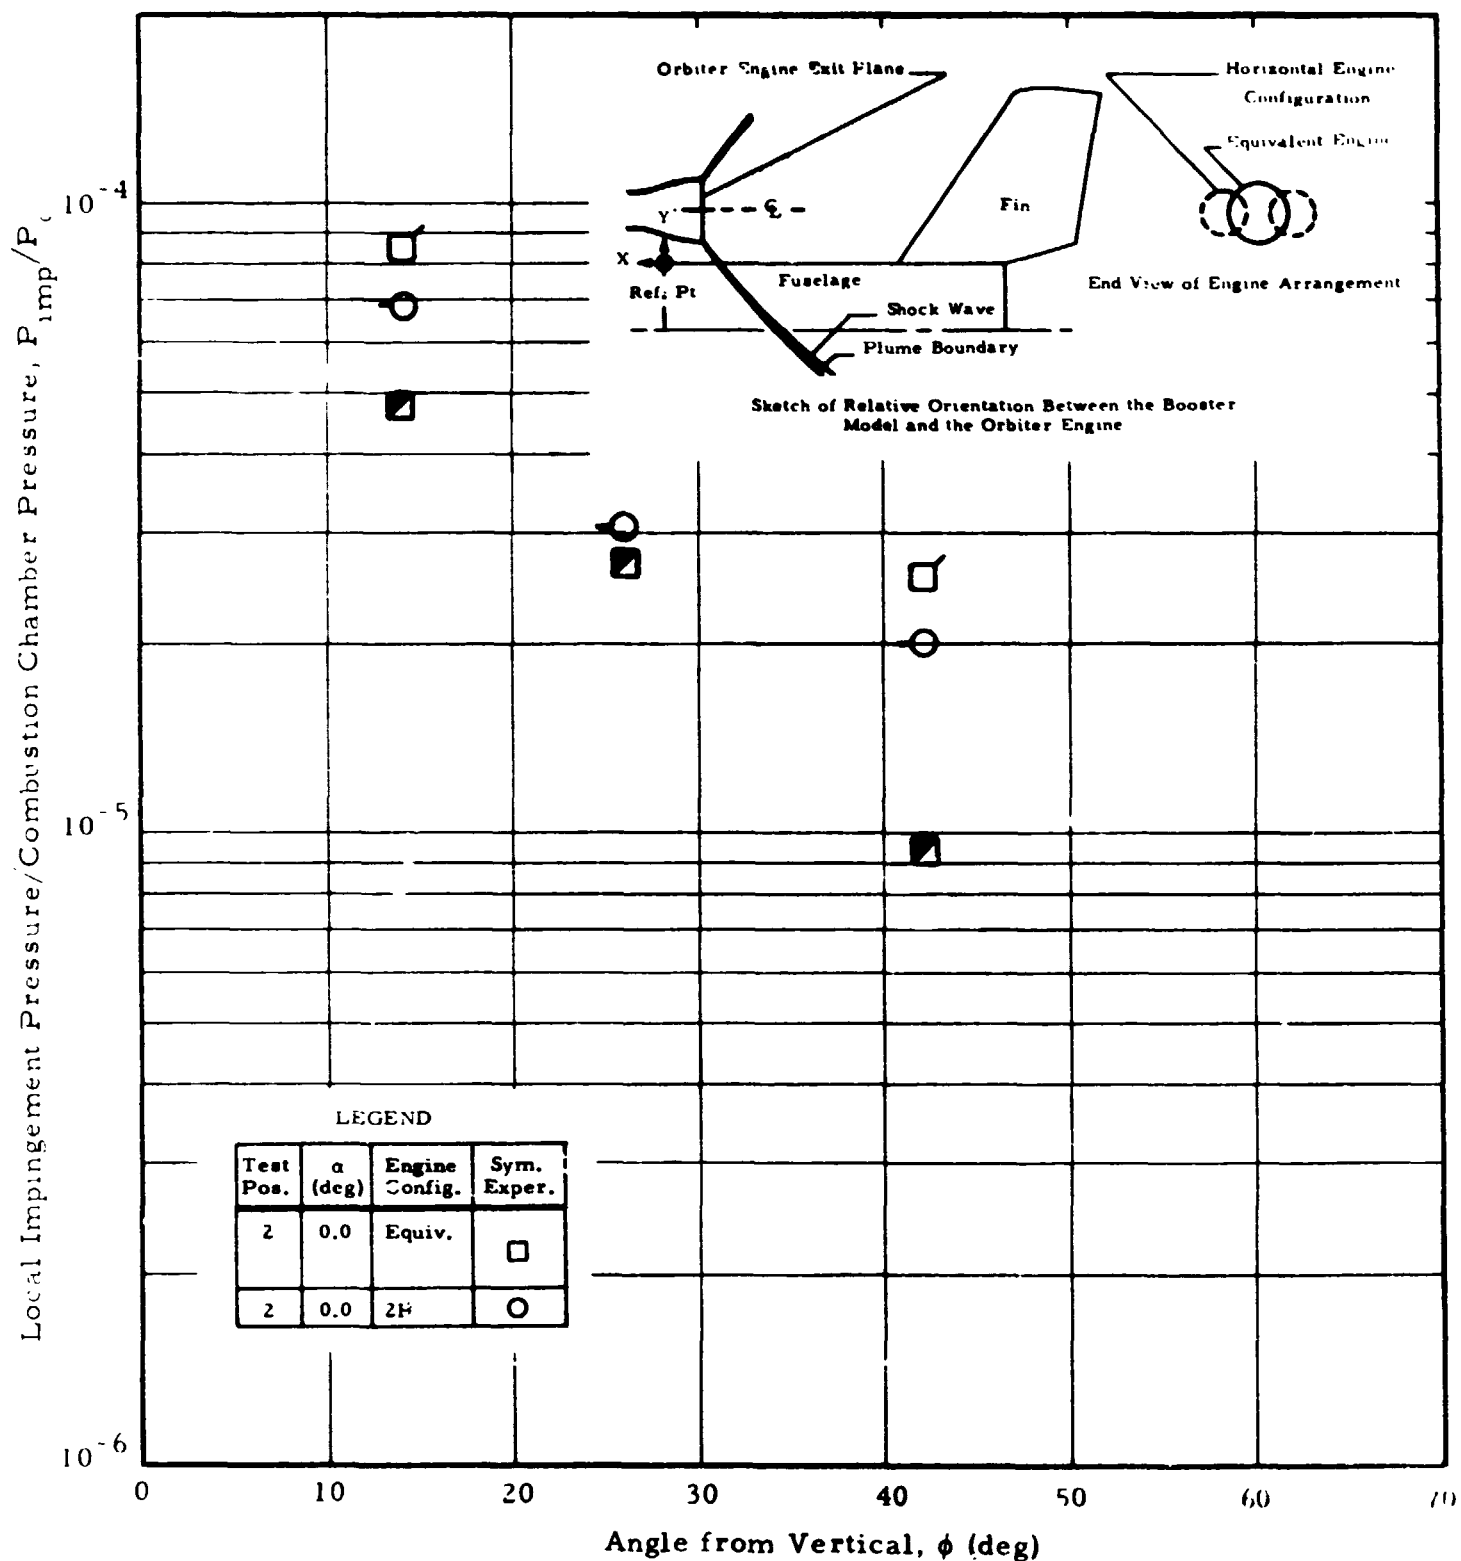 Local Impingement Pressure/Combustion Chamber Pressure, P_imp/P_c
10^-4
10^-5
10^-6
0 10 20 30 40 50 60 70
Angle from Vertical, φ (deg)
Orbiter Engine Exit Plane
Horizontal Engine
Configuration
Equivalent Engine
Y
℄
X
Ref. Pt
Fin
Fuselage
Shock Wave
Plume Boundary
End View of Engine Arrangement
Sketch of Relative Orientation Between the Booster
Model and the Orbiter Engine
LEGEND
Test α Engine Sym.
Pos. (deg) Config. Exper.
2 0.0 Equiv.
2 0.0 2H